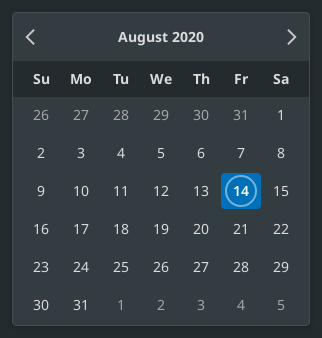 August 2020
Su Mo Tu We Th Fr Sa
26 27 28 29 30 31 1
2 3 4 5 6 7 8
9 10 11 12 13 14 15
16 17 18 19 20 21 22
23 24 25 26 27 28 29
30 31 1 2 3 4 5